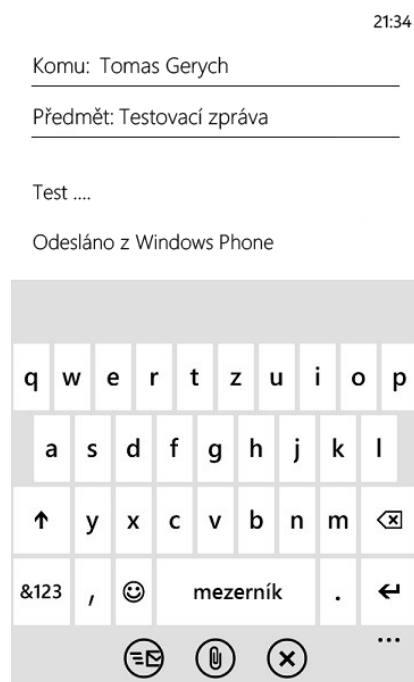 21:34
Komu: Tomas Gerych
Předmět: Testovací zpráva
Test ....
Odesláno z Windows Phone
q w e r t z u i o p
a s d f g h j k l
y x c v b n m
&123 , mezerník .
...